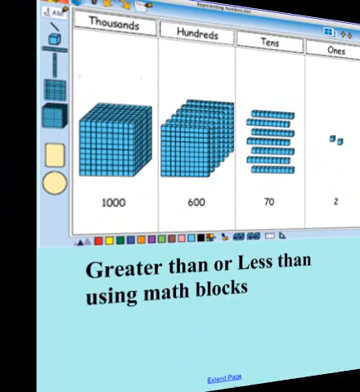 Thousands Hundreds Tens Ones
1000 600 70 2
Greater than or Less than
using math blocks
Extend Page